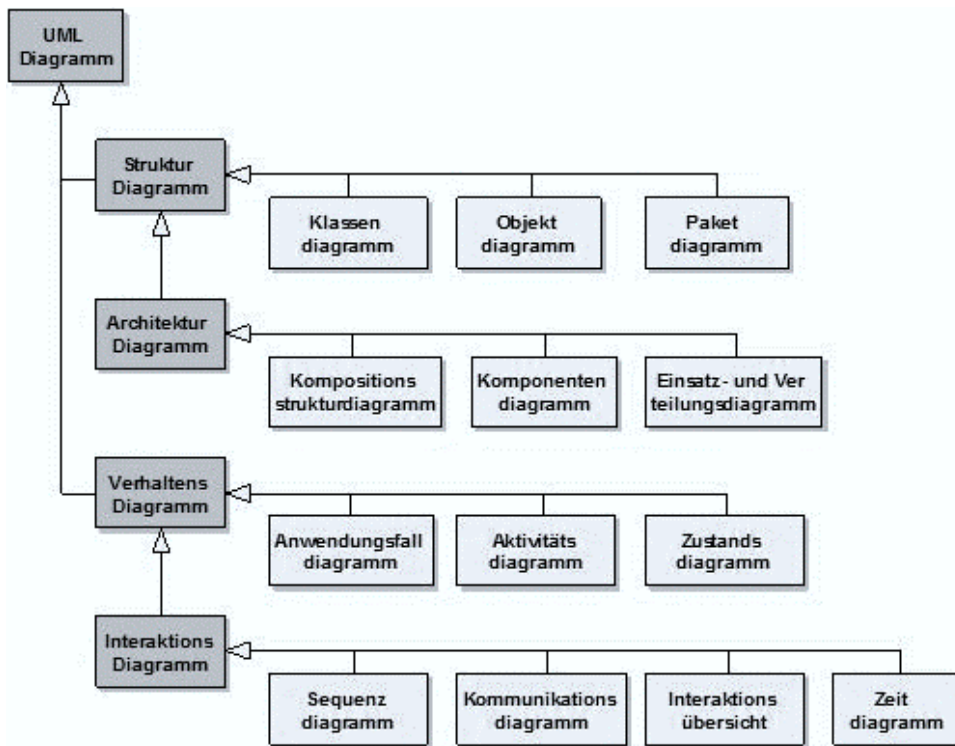 UML
Diagramm
Struktur
Diagramm
Klassen
diagramm
Objekt
diagramm
Paket
diagramm
Architektur
Diagramm
Kompositions
strukturdiagramm
Komponenten
diagramm
Einsatz- und Ver
teilungsdiagramm
Verhaltens
Diagramm
Anwendungsfall
diagramm
Aktivitäts
diagramm
Zustands
diagramm
Interaktions
Diagramm
Sequenz
diagramm
Kommunikations
diagramm
Interaktions
übersicht
Zeit
diagramm